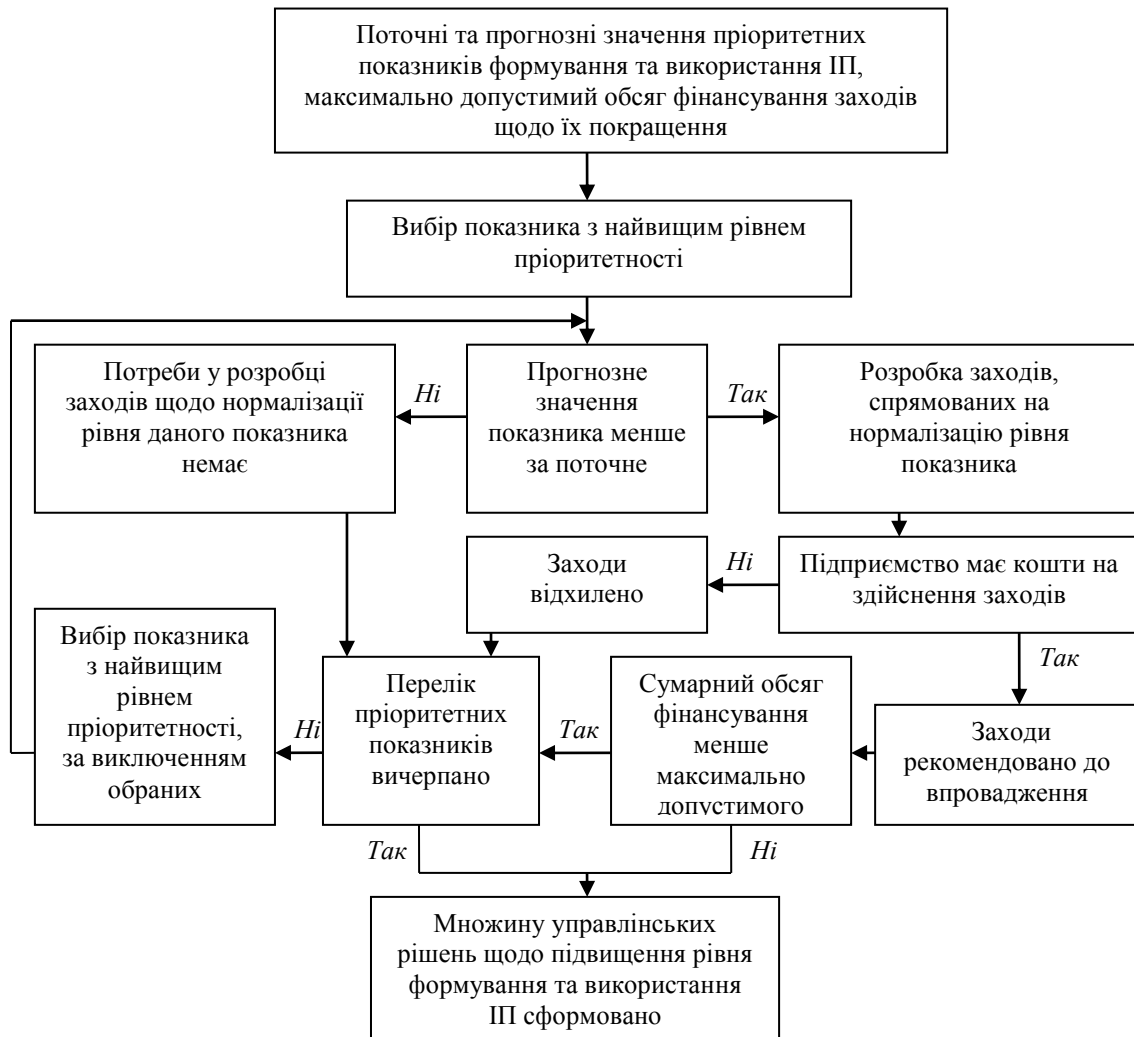 Поточні та прогнозні значення пріоритетних
показників формування та використання ІП,
максимально допустимий обсяг фінансування заходів
щодо їх покращення
Вибір показника з найвищим рівнем
пріоритетності
Потреби у розробці
заходів щодо нормалізації
рівня даного показника
немає
Ні
Прогнозне
значення
показника менше
за поточне
Так
Розробка заходів,
спрямованих на
нормалізацію рівня
показника
Заходи
відхилено
Ні
Підприємство має кошти на
здійснення заходів
Так
Вибір показника
з найвищим
рівнем
пріоритетності,
за виключенням
обраних
Ні
Перелік
пріоритетних
показників
вичерпано
Так
Сумарний обсяг
фінансування
менше
максимально
допустимого
Заходи
рекомендовано до
впровадження
Так
Ні
Множину управлінських
рішень щодо підвищення рівня
формування та використання
ІП сформовано